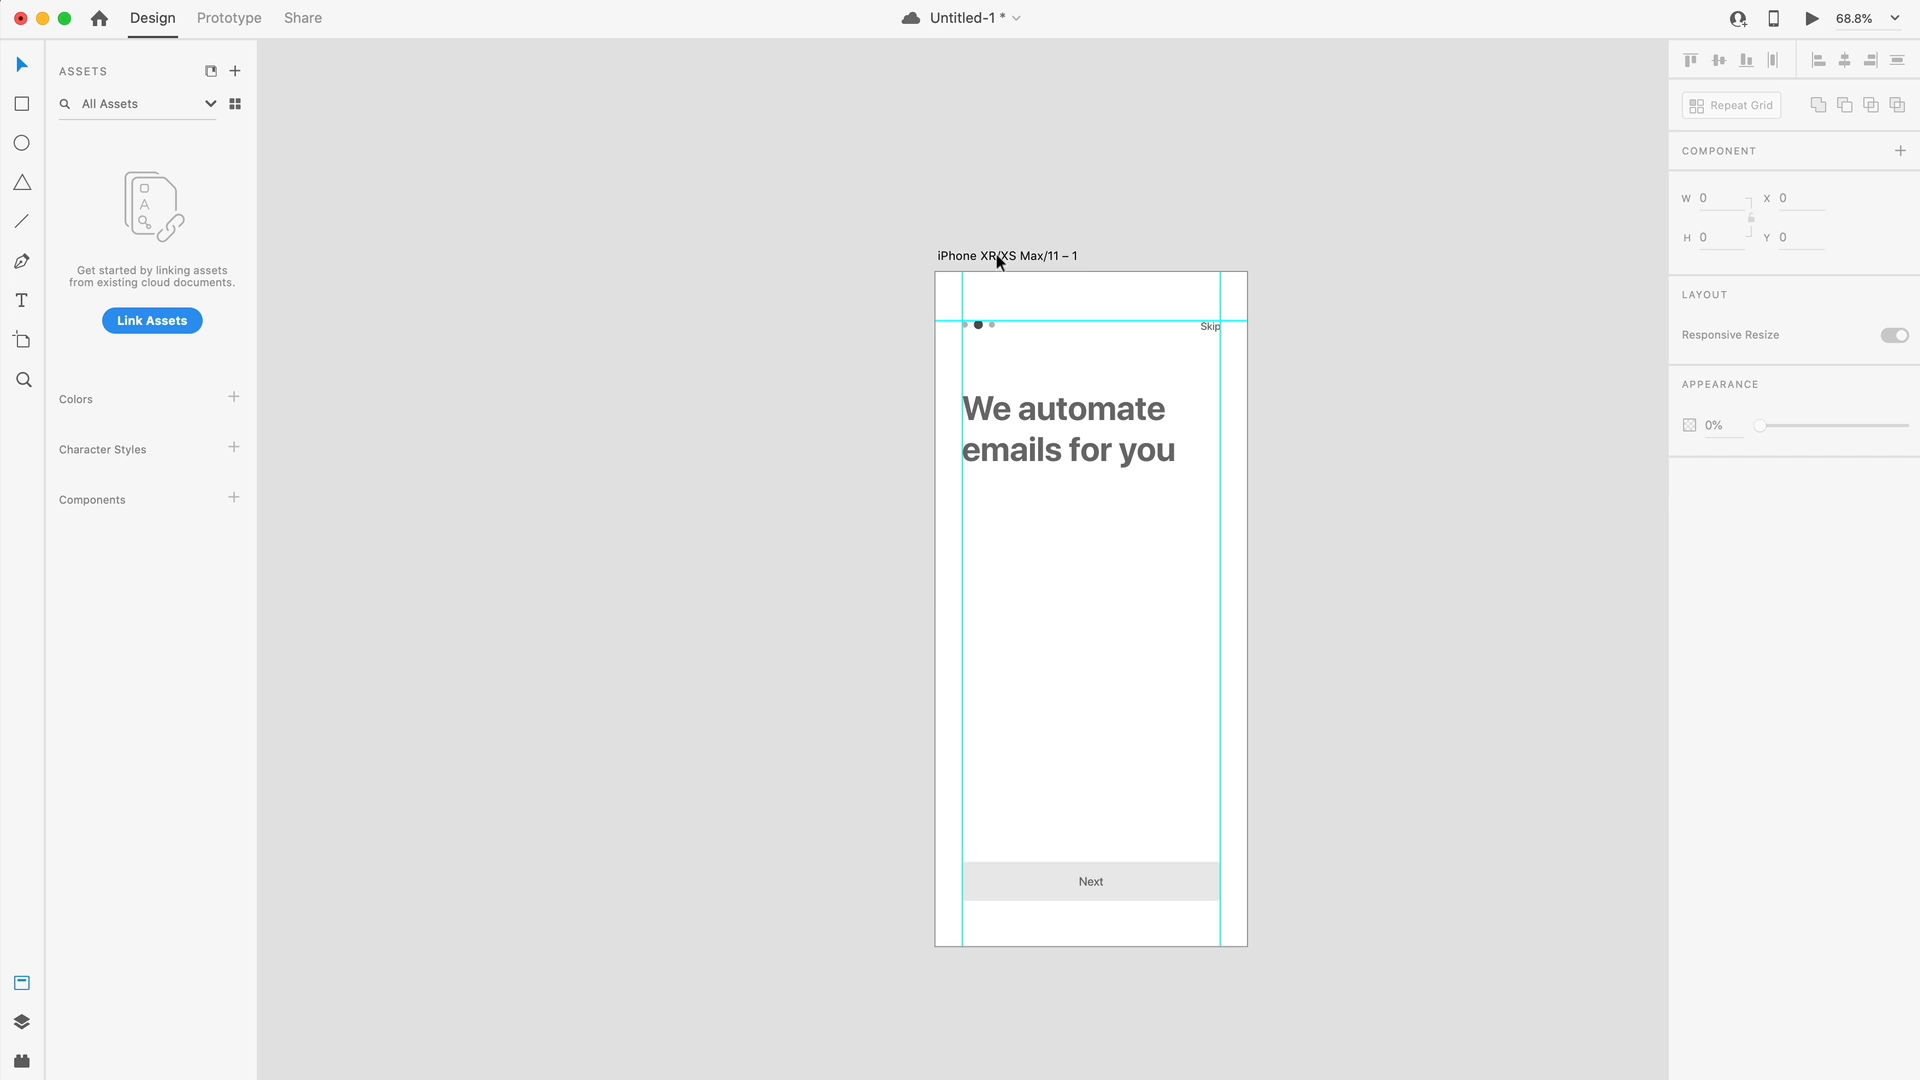 Design Prototype Share
Untitled-1 *
68.8%
ASSETS
All Assets
A
Get started by linking assets
from existing cloud documents.
Link Assets
Colors
Character Styles
Components
iPhone XR/XS Max/11 – 1
Skip
We automate
emails for you
Next
Repeat Grid
COMPONENT
W 0 X 0
H 0 Y 0
LAYOUT
Responsive Resize
APPEARANCE
0%